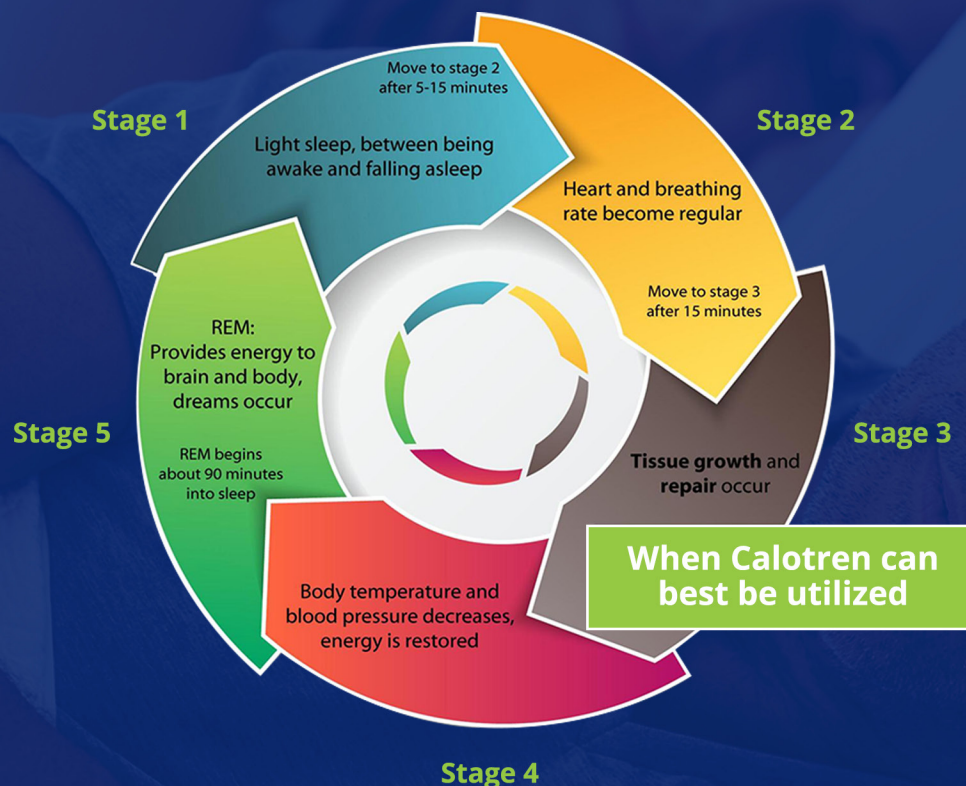 Stage 1
Move to stage 2
after 5-15 minutes
Light sleep, between being
awake and falling asleep
Stage 2
Heart and breathing
rate become regular
Move to stage 3
after 15 minutes
Stage 3
Tissue growth and
repair occur
When Calotren can
best be utilized
Stage 4
Body temperature and
blood pressure decreases,
energy is restored
Stage 5
REM:
Provides energy to
brain and body,
dreams occur
REM begins
about 90 minutes
into sleep